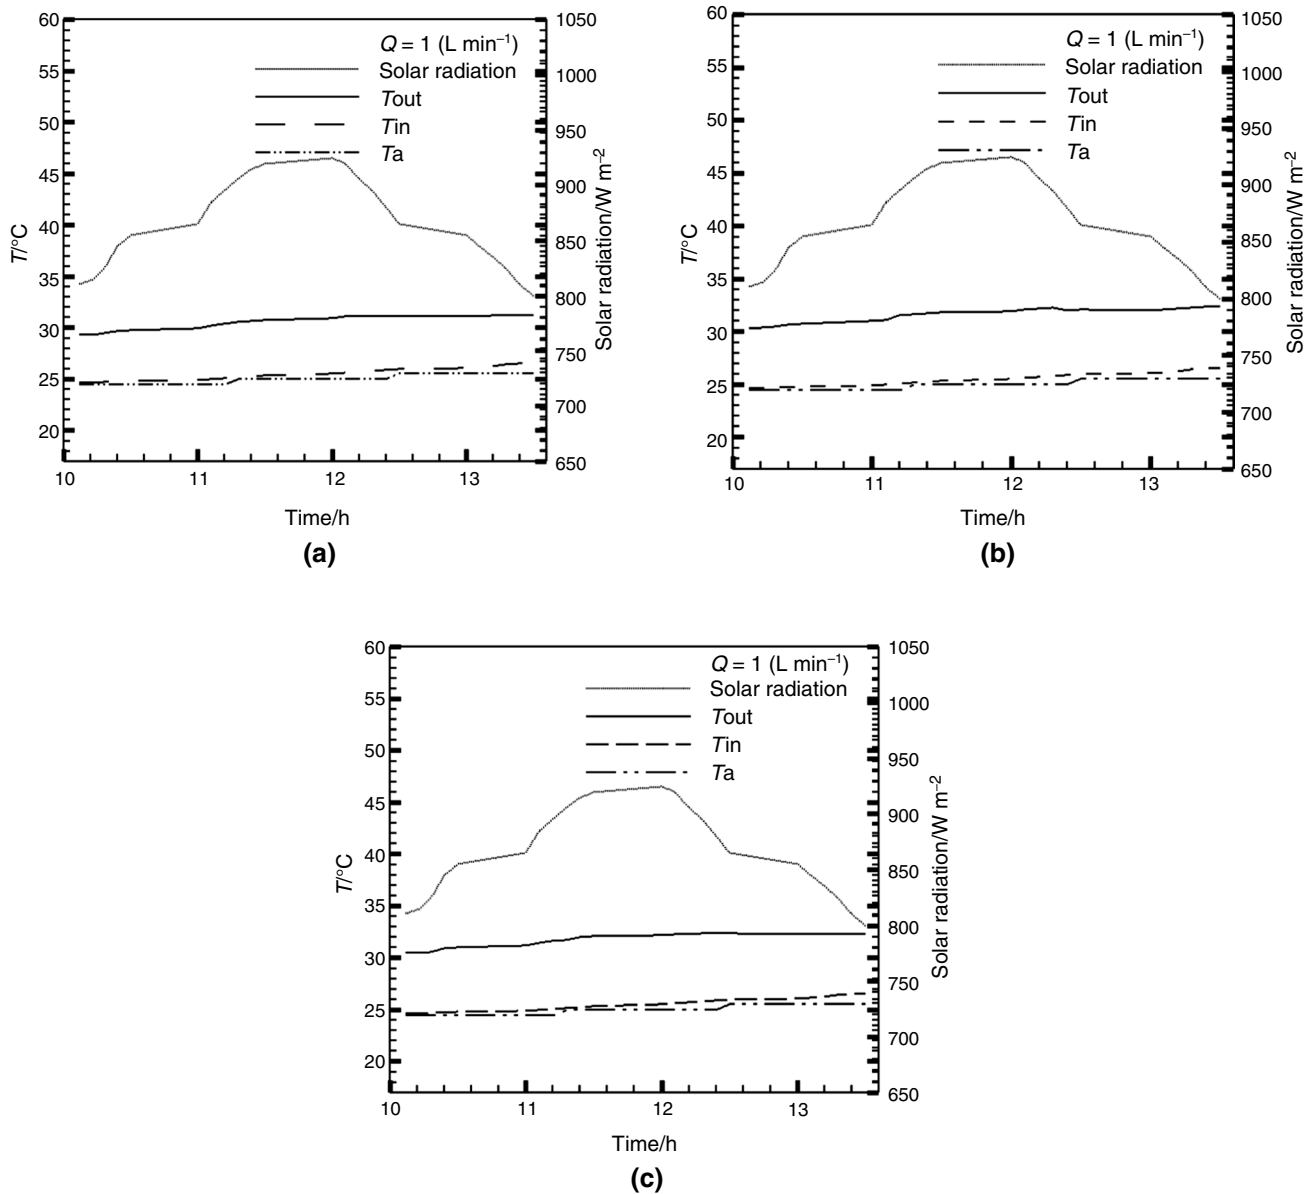 60
55
50
45
40
35
30
25
20
T/°C
Q = 1 (L min⁻¹)
Solar radiation
Tout
Tin
Ta
1050
1000
950
900
850
800
750
700
650
Solar radiation/W m⁻²
10 11 12 13
Time/h
(a)
60
55
50
45
40
35
30
25
20
T/°C
Q = 1 (L min⁻¹)
Solar radiation
Tout
Tin
Ta
1050
1000
950
900
850
800
750
700
650
Solar radiation/W m⁻²
10 11 12 13
Time/h
(b)
60
55
50
45
40
35
30
25
20
T/°C
Q = 1 (L min⁻¹)
Solar radiation
Tout
Tin
Ta
1050
1000
950
900
850
800
750
700
650
Solar radiation/W m⁻²
10 11 12 13
Time/h
(c)